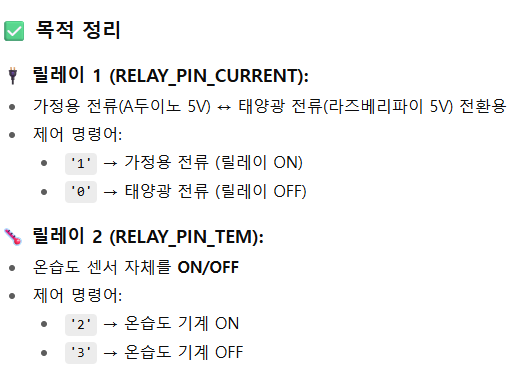 ✅ 목적 정리
🔌 릴레이 1 (RELAY_PIN_CURRENT):
• 가정용 전류(A두이노 5V) ↔ 태양광 전류(라즈베리파이 5V) 전환용
• 제어 명령어:
• '1' → 가정용 전류 (릴레이 ON)
• '0' → 태양광 전류 (릴레이 OFF)
🌡️ 릴레이 2 (RELAY_PIN_TEM):
• 온습도 센서 자체를 ON/OFF
• 제어 명령어:
• '2' → 온습도 기계 ON
• '3' → 온습도 기계 OFF